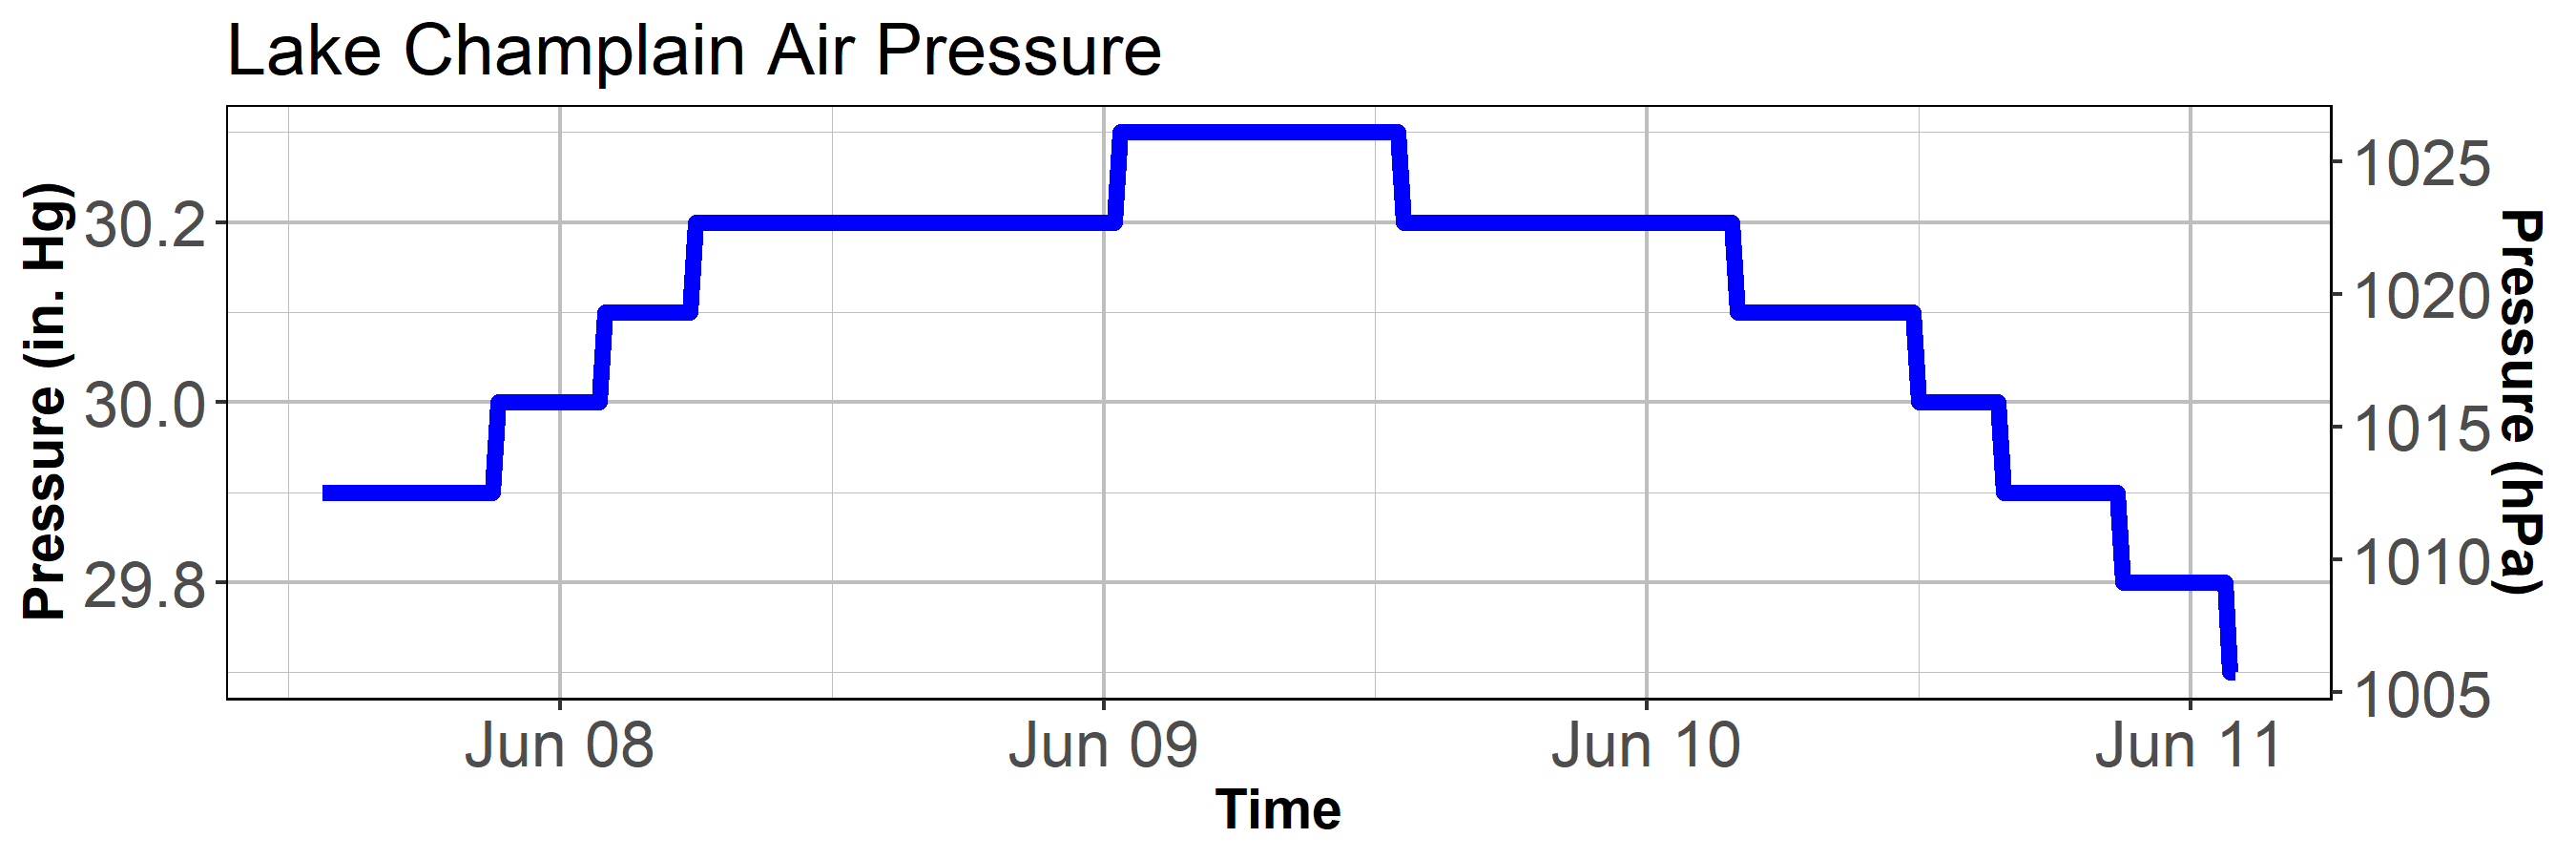 Lake Champlain Air Pressure
Pressure (in. Hg)
30.2
30.0
29.8
1025
1020
1015
1010
1005
Pressure (hPa)
Jun 08
Jun 09
Jun 10
Jun 11
Time